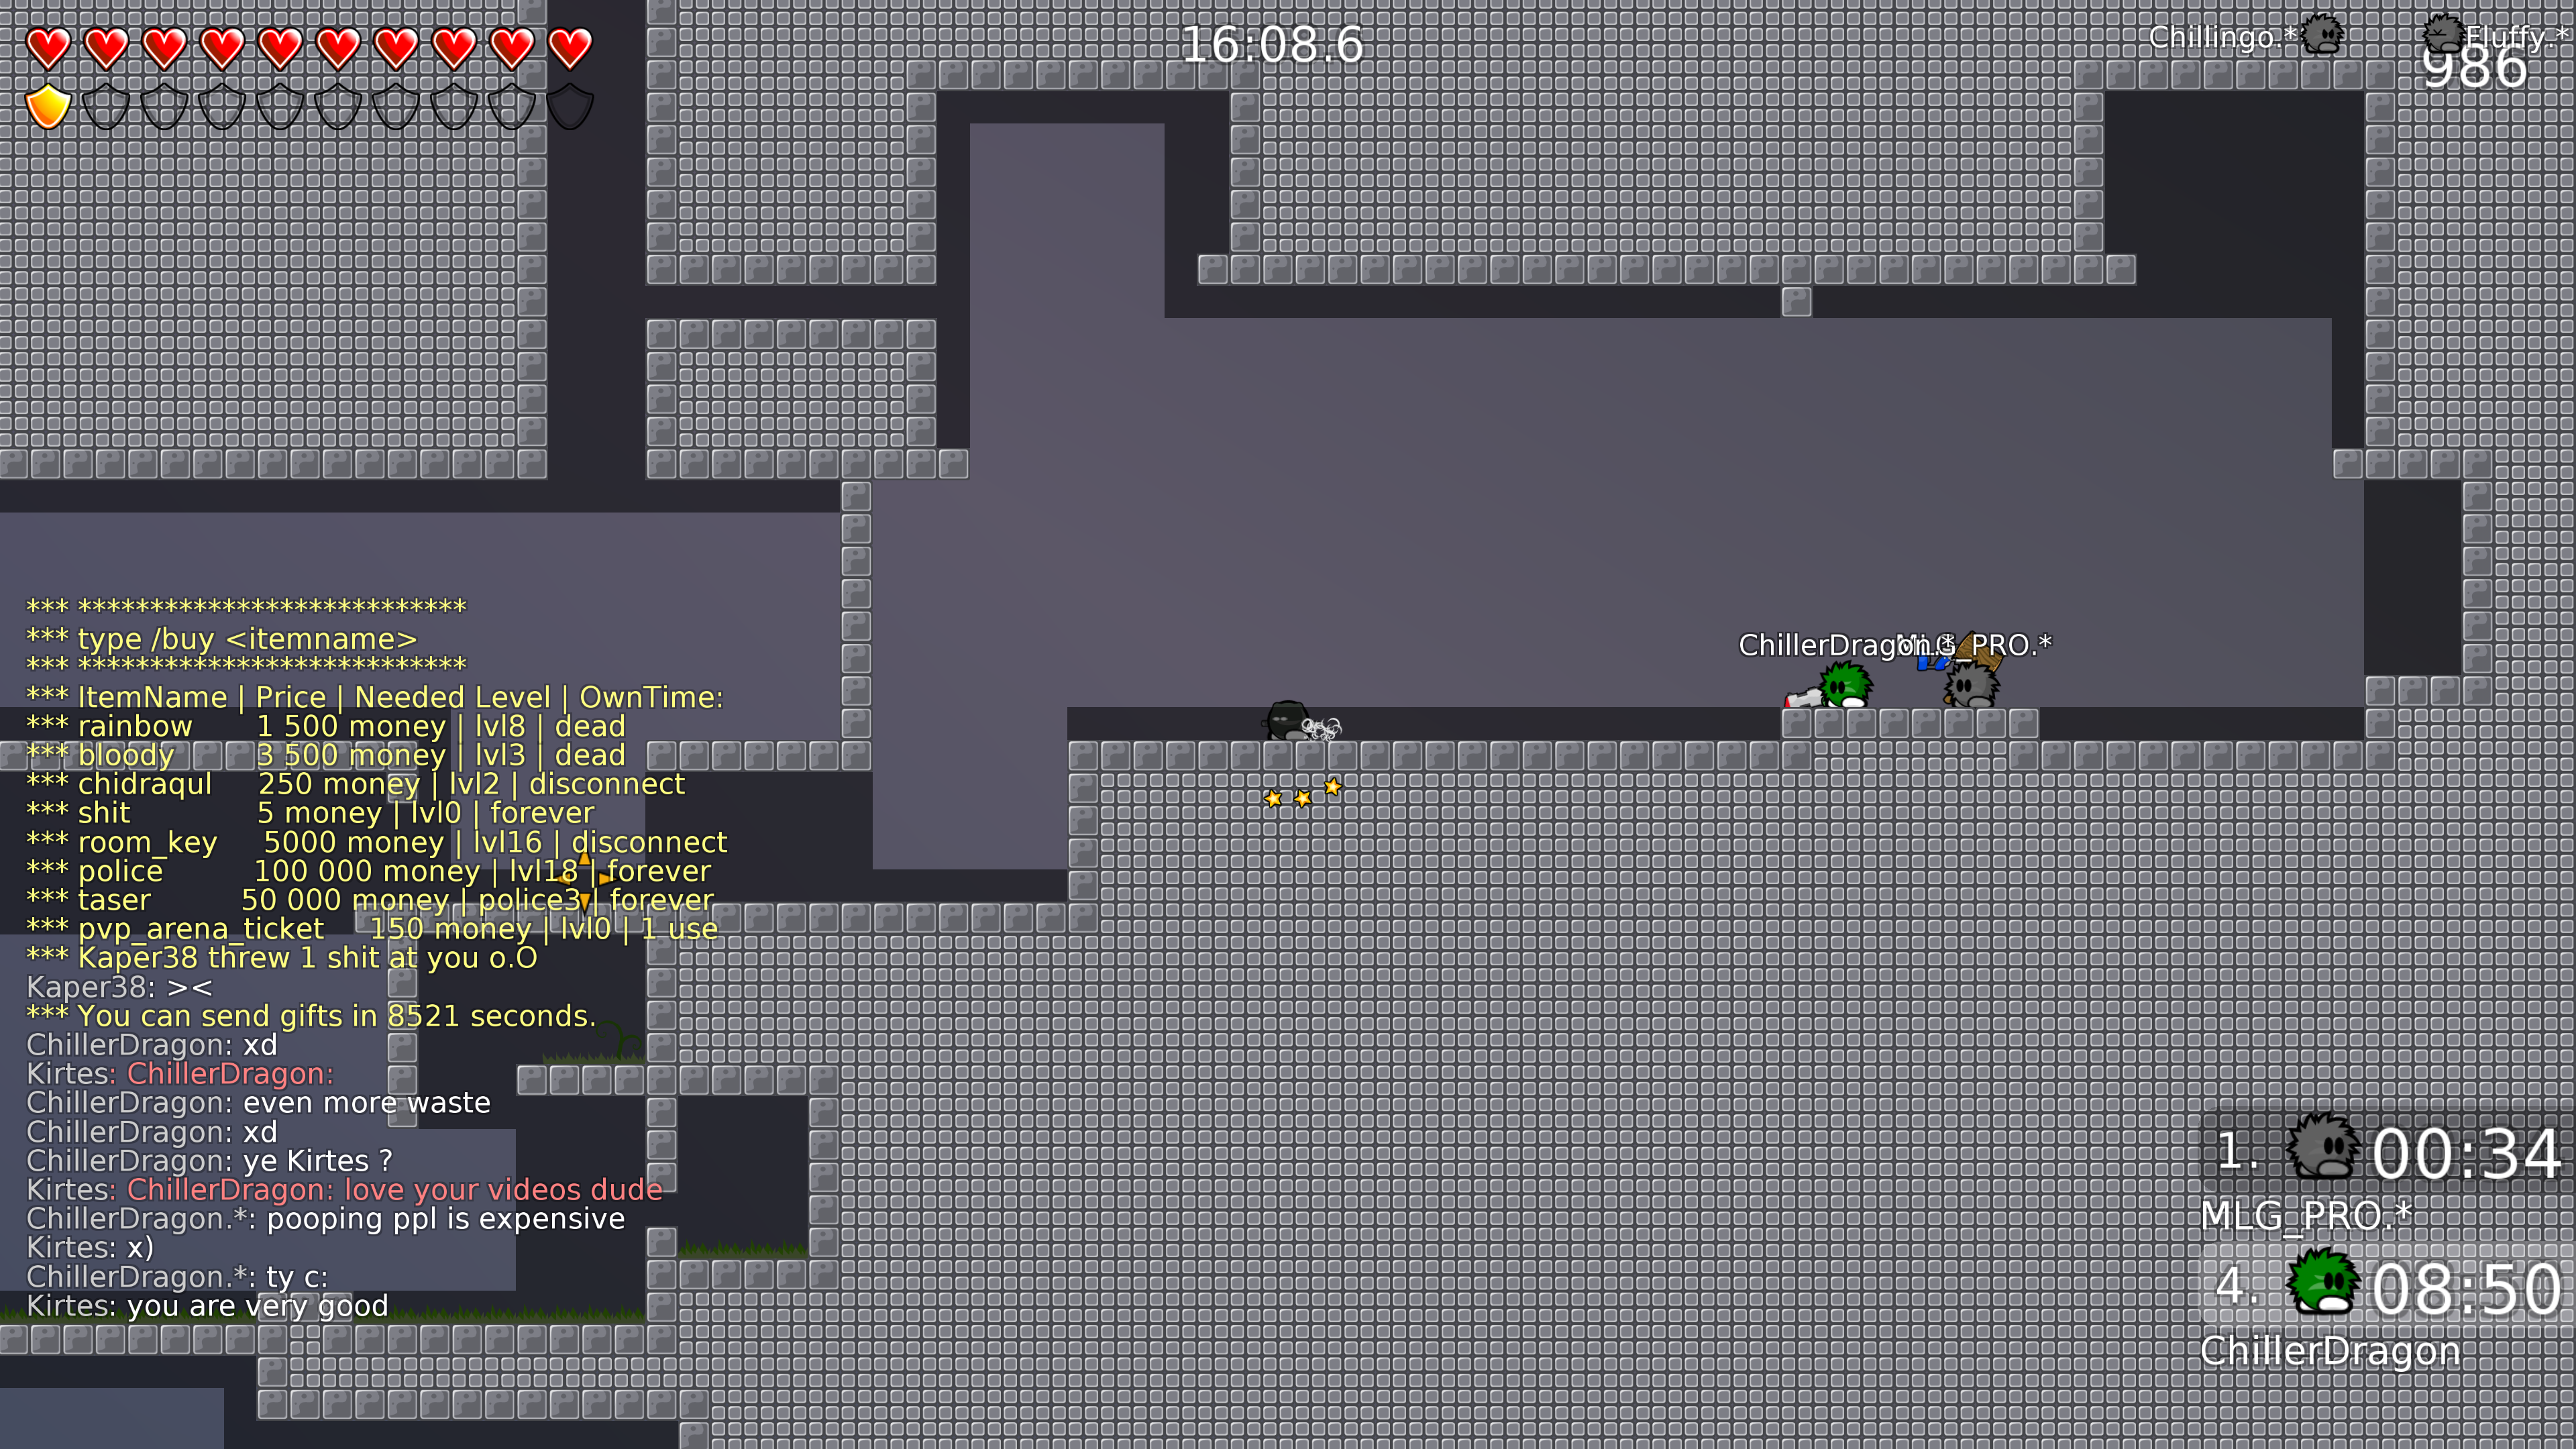 16:08.6
Chillingo.*
Fluffy.*
986
ChillerDragon.*
MLG_PRO.*
*** ***************************
*** type /buy <itemname>
*** ***************************
*** ItemName | Price | Needed Level | OwnTime:
*** rainbow 1 500 money | lvl8 | dead
*** bloody 3 500 money | lvl3 | dead
*** chidraqul 250 money | lvl2 | disconnect
*** shit 5 money | lvl0 | forever
*** room_key 5000 money | lvl16 | disconnect
*** police 100 000 money | lvl18 | forever
*** taser 50 000 money | police3 | forever
*** pvp_arena_ticket 150 money | lvl0 | 1 use
*** Kaper38 threw 1 shit at you o.O
Kaper38: ><
*** You can send gifts in 8521 seconds.
ChillerDragon: xd
Kirtes: ChillerDragon:
ChillerDragon: even more waste
ChillerDragon: xd
ChillerDragon: ye Kirtes ?
Kirtes: ChillerDragon: love your videos dude
ChillerDragon.*: pooping ppl is expensive
Kirtes: x)
ChillerDragon.*: ty c:
Kirtes: you are very good
1. 00:34
MLG_PRO.*
4. 08:50
ChillerDragon